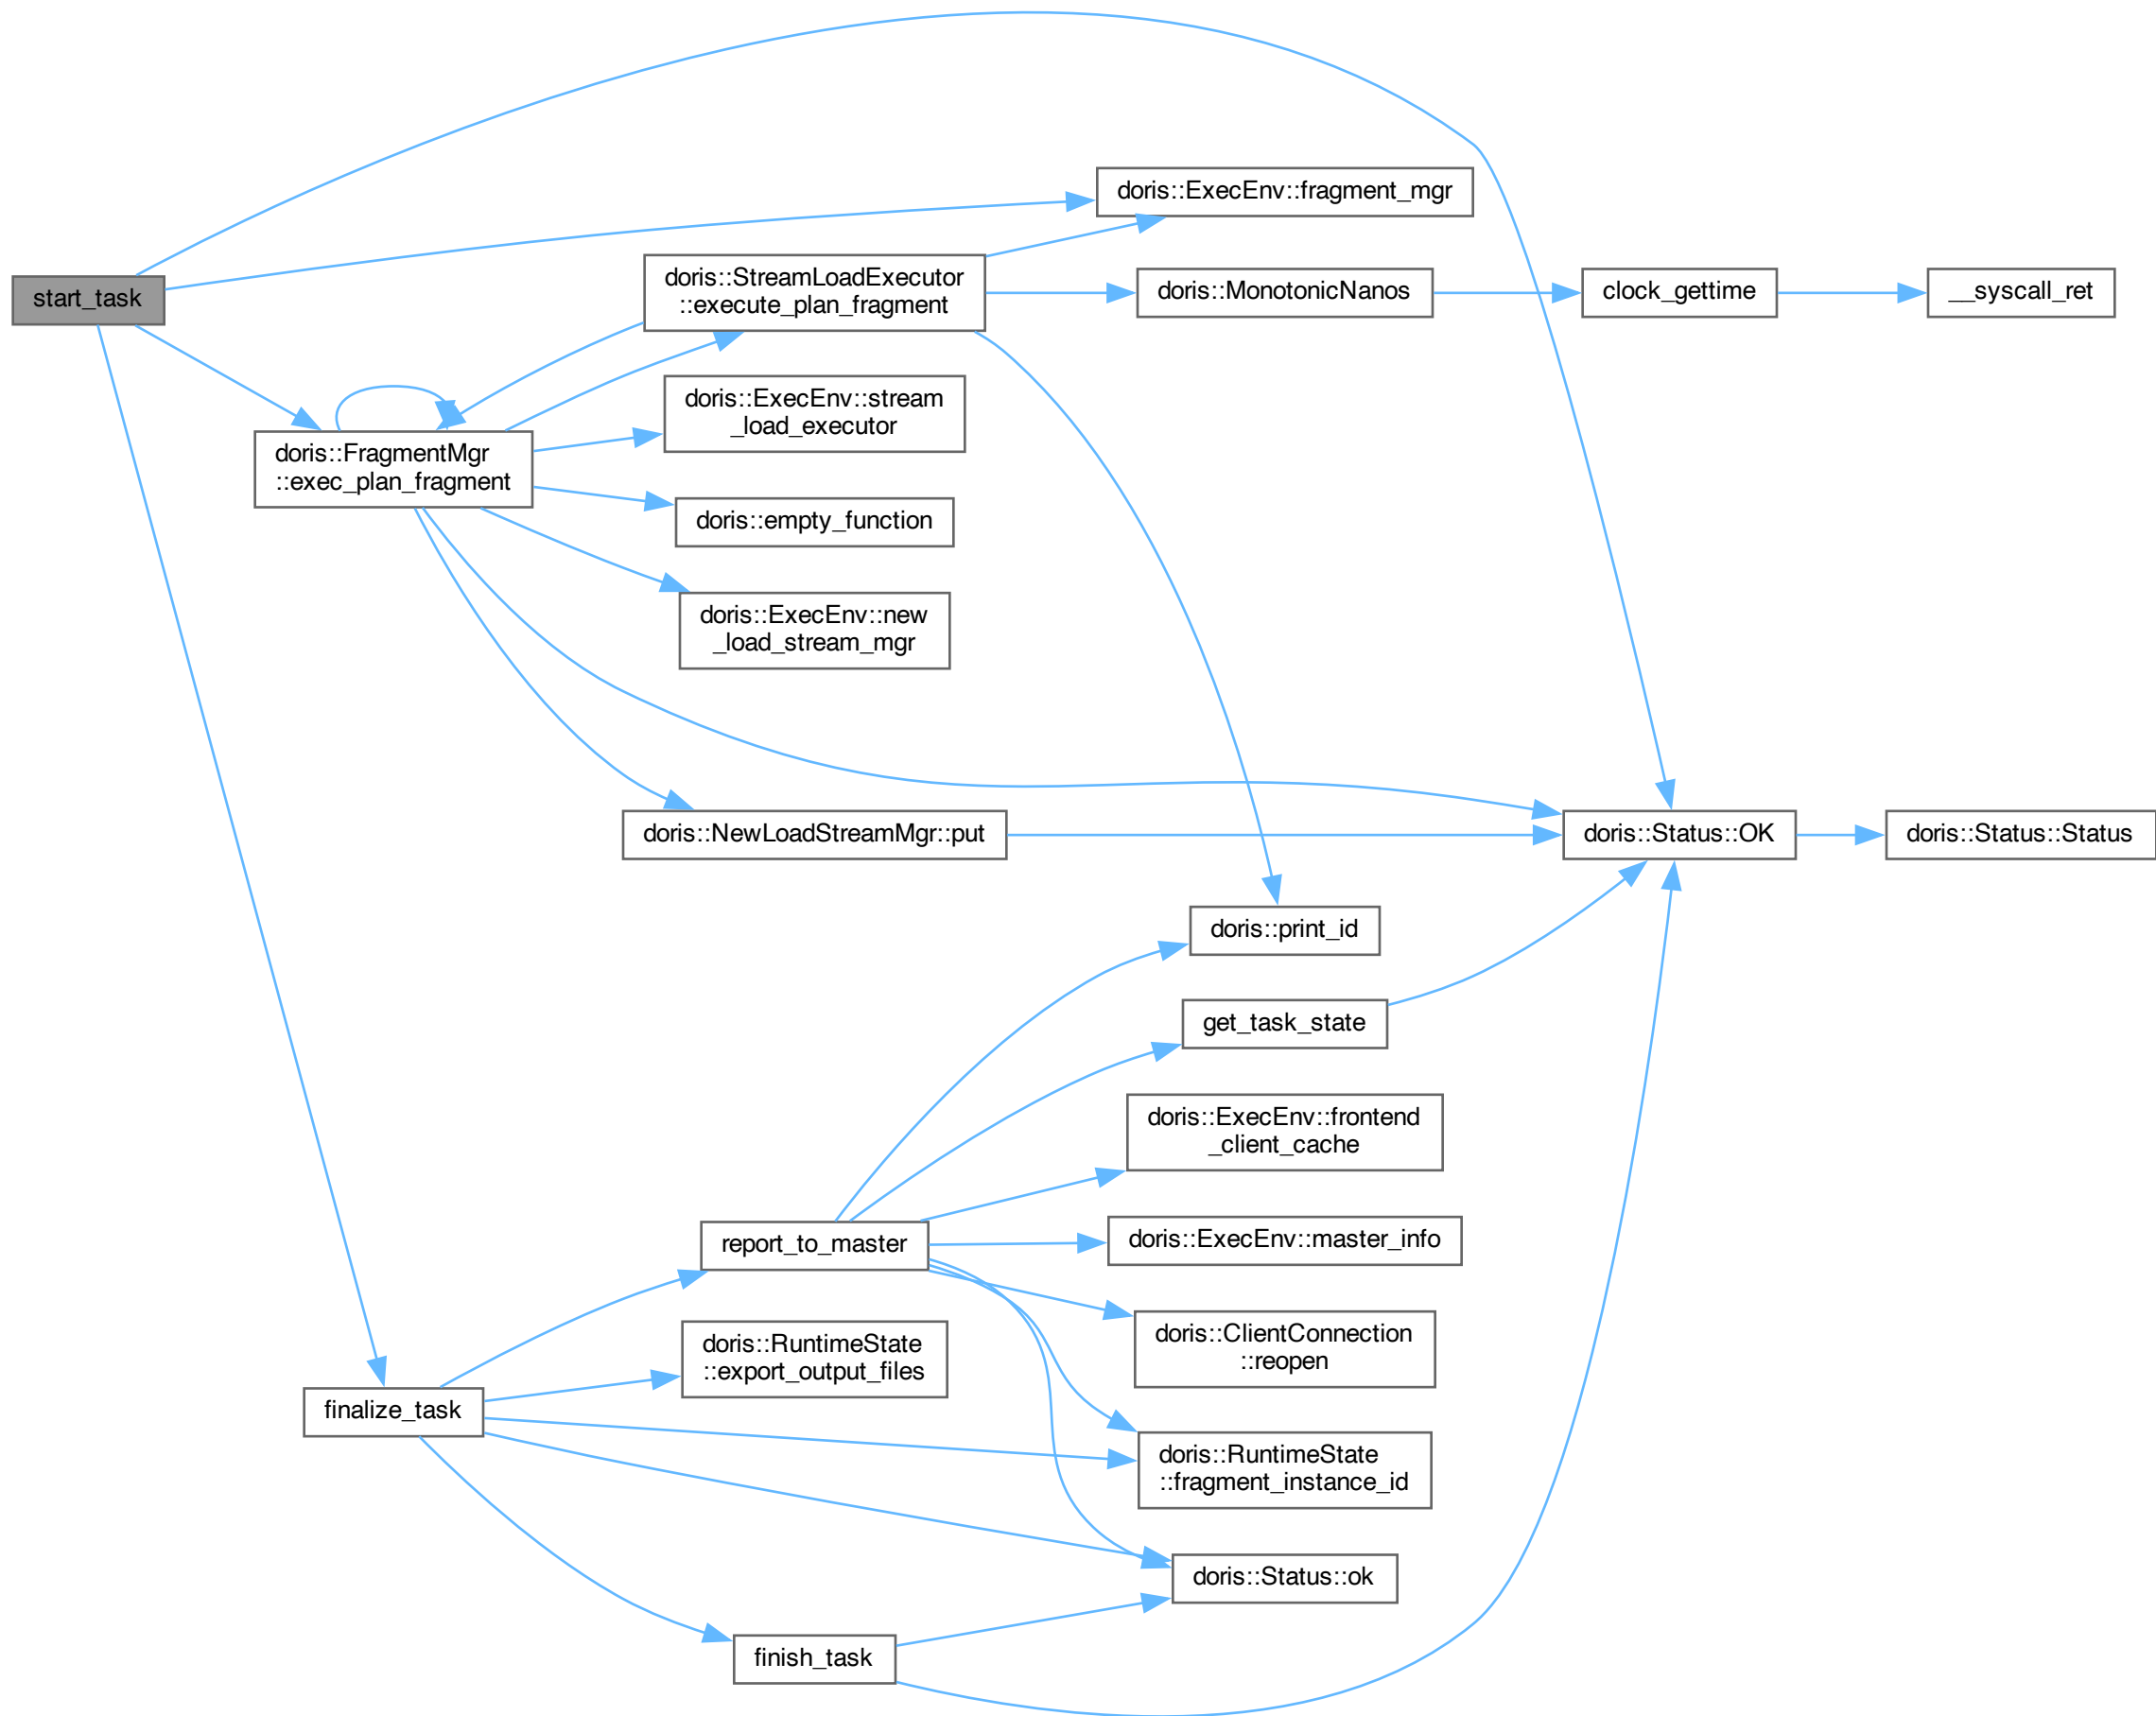 start_task
doris::ExecEnv::fragment_mgr
doris::StreamLoadExecutor
::execute_plan_fragment
doris::MonotonicNanos
clock_gettime
__syscall_ret
doris::ExecEnv::stream
_load_executor
doris::FragmentMgr
::exec_plan_fragment
doris::empty_function
doris::ExecEnv::new
_load_stream_mgr
doris::NewLoadStreamMgr::put
doris::Status::OK
doris::Status::Status
doris::print_id
get_task_state
doris::ExecEnv::frontend
_client_cache
report_to_master
doris::ExecEnv::master_info
doris::RuntimeState
::export_output_files
doris::ClientConnection
::reopen
finalize_task
doris::RuntimeState
::fragment_instance_id
doris::Status::ok
finish_task